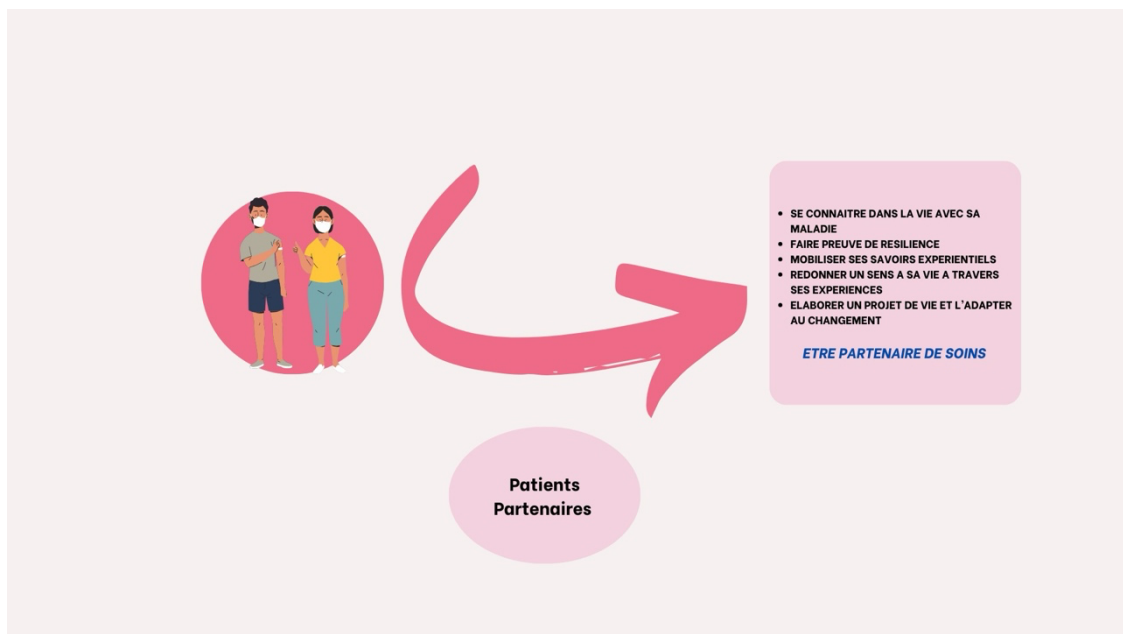 • SE CONNAITRE DANS LA VIE AVEC SA
MALADIE
• FAIRE PREUVE DE RESILIENCE
• MOBILISER SES SAVOIRS EXPERIENTIELS
• REDONNER UN SENS A SA VIE A TRAVERS
SES EXPERIENCES
• ELABORER UN PROJET DE VIE ET L'ADAPTER
AU CHANGEMENT
ETRE PARTENAIRE DE SOINS
Patients
Partenaires